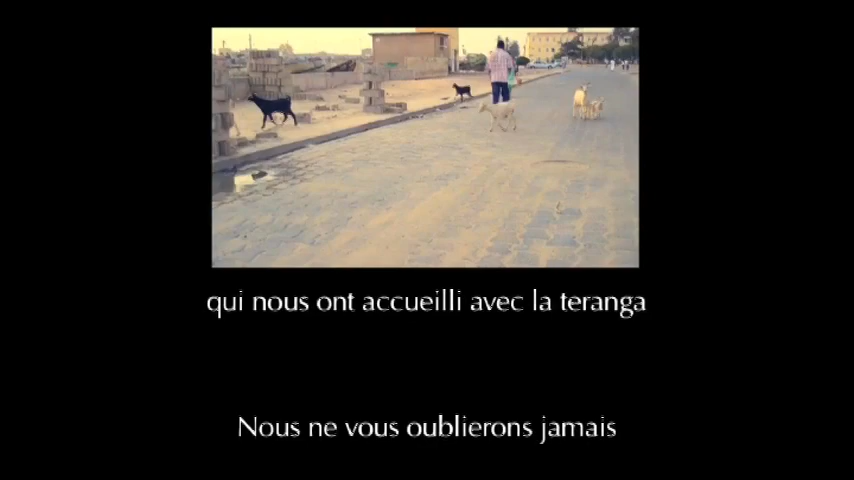 qui nous ont accueilli avec la teranga
Nous ne vous oublierons jamais